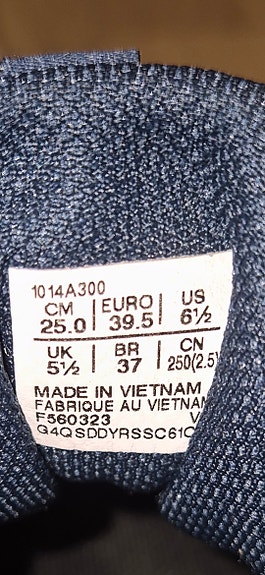 1014A300
CM | EURO | US
25.0 | 39.5 | 6½
UK | BR | CN
5½ | 37 | 250(2.5)
MADE IN VIETNAM
FABRIQUE AU VIETNAM
F560323 V
G4QSDDYRSSC61C